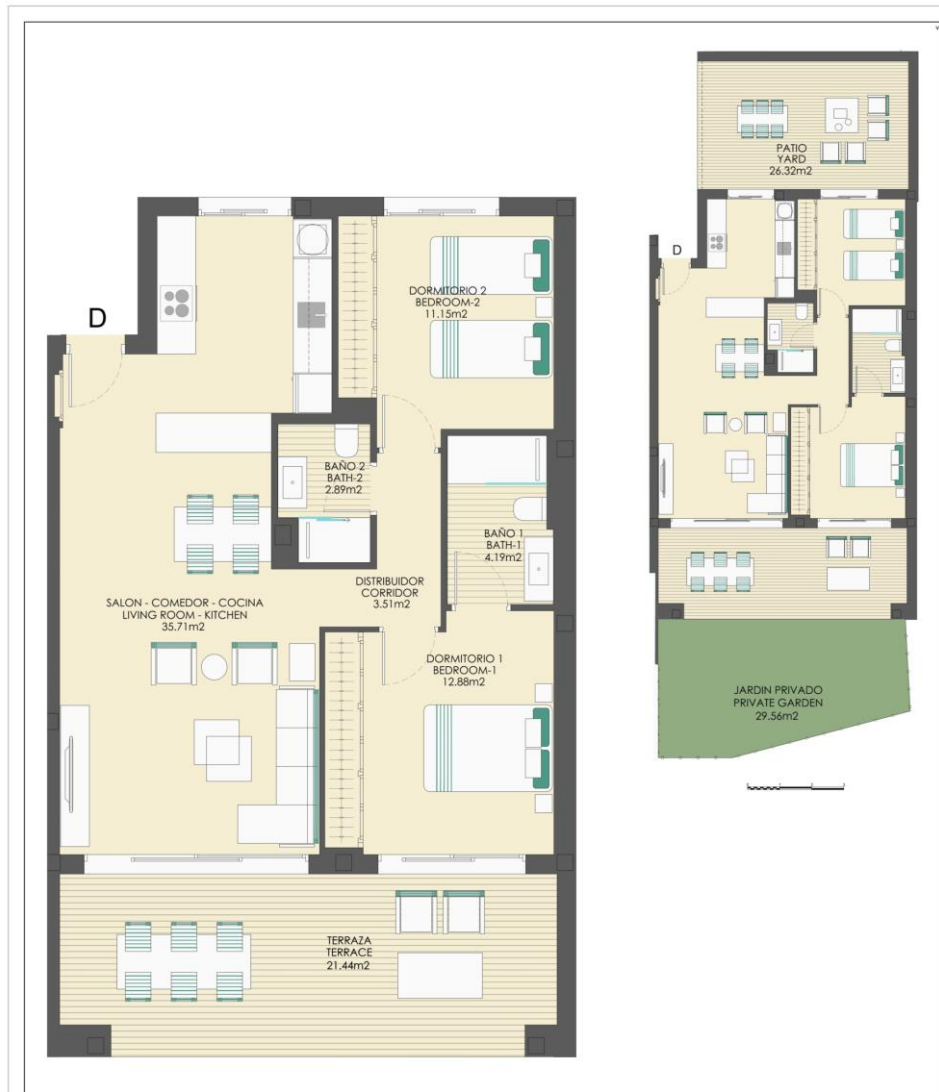 D
DORMITORIO 2
BEDROOM-2
11.15m2
BAÑO 2
BATH-2
2.89m2
BAÑO 1
BATH-1
4.19m2
DISTRIBUIDOR
CORRIDOR
3.51m2
SALON - COMEDOR - COCINA
LIVING ROOM - KITCHEN
35.71m2
DORMITORIO 1
BEDROOM-1
12.88m2
TERRAZA
TERRACE
21.44m2
PATIO
YARD
26.32m2
D
JARDIN PRIVADO
PRIVATE GARDEN
29.56m2